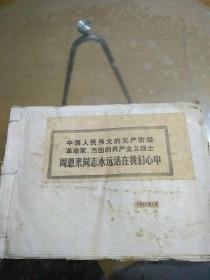 中国人民伟大的无产阶级
革命家、杰出的共产主义战士
周恩来同志永远活在我们心中